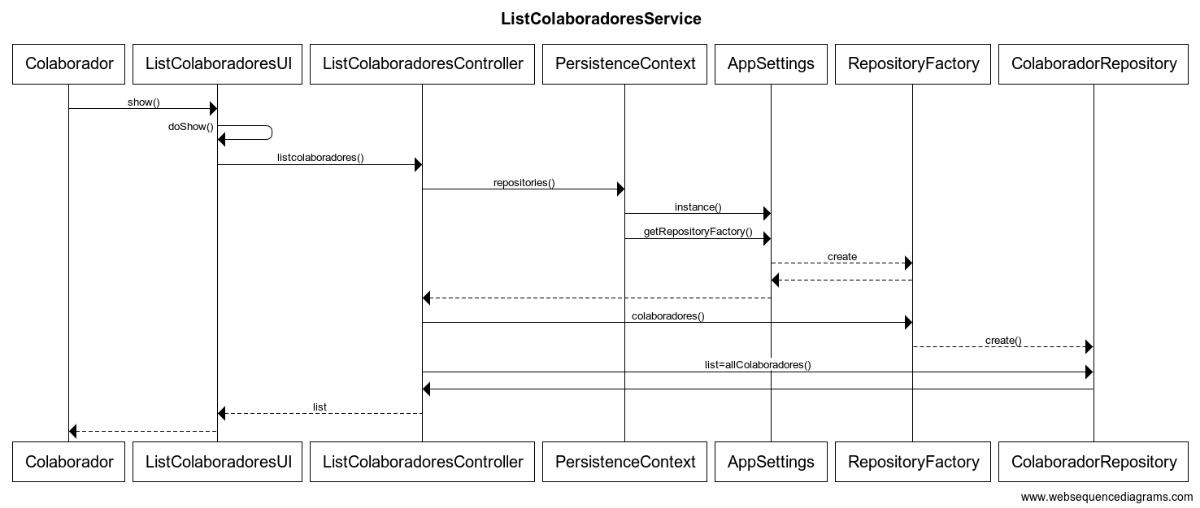 ListColaboradoresService
Colaborador ListColaboradoresUI ListColaboradoresController PersistenceContext AppSettings RepositoryFactory ColaboradorRepository
show()
doShow()
listcolaboradores()
repositories()
instance()
getRepositoryFactory()
create
colaboradores()
create()
list=allColaboradores()
list
Colaborador ListColaboradoresUI ListColaboradoresController PersistenceContext AppSettings RepositoryFactory ColaboradorRepository
www.websequencediagrams.com